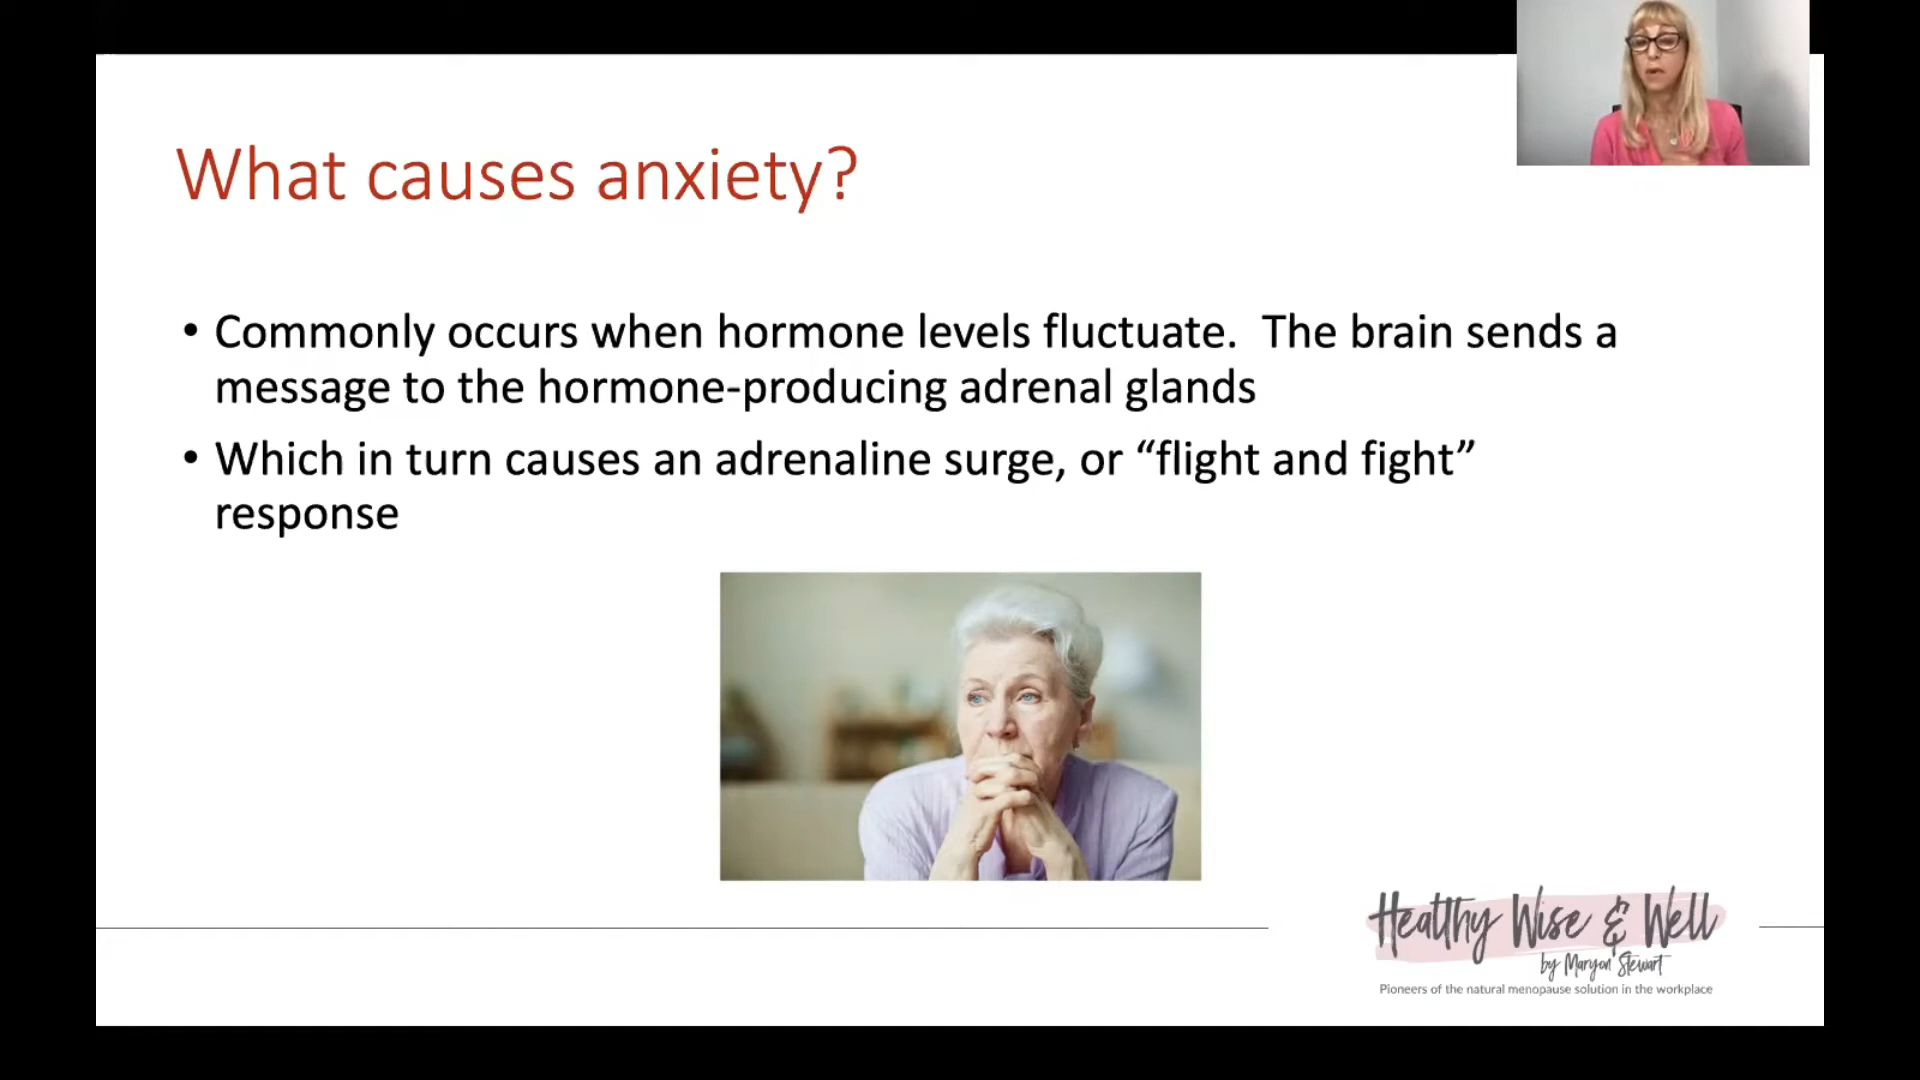 What causes anxiety?
• Commonly occurs when hormone levels fluctuate.  The brain sends a
message to the hormone-producing adrenal glands
• Which in turn causes an adrenaline surge, or “flight and fight”
response
Healthy Wise & Well
by Maryon Stewart
Pioneers of the natural menopause solution in the workplace